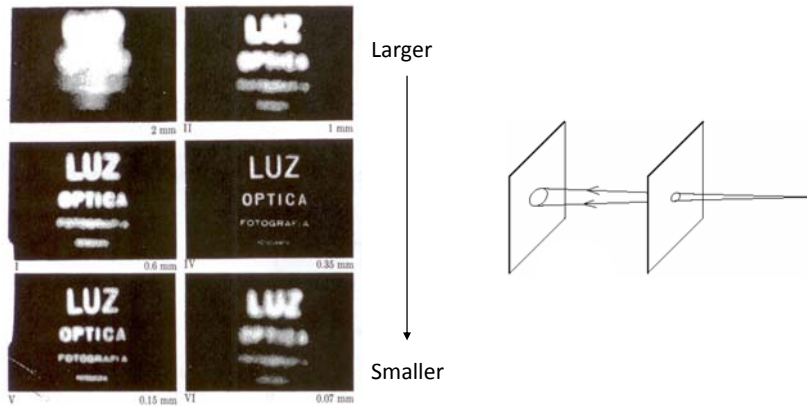 2 mm
II
1 mm
LUZ
OPTICA
I
0.6 mm
LUZ
OPTICA
FOTOGRAFIA
IV
0.35 mm
LUZ
OPTICA
FOTOGRAFIA
V
0.15 mm
LUZ
VI
0.07 mm
Larger
Smaller